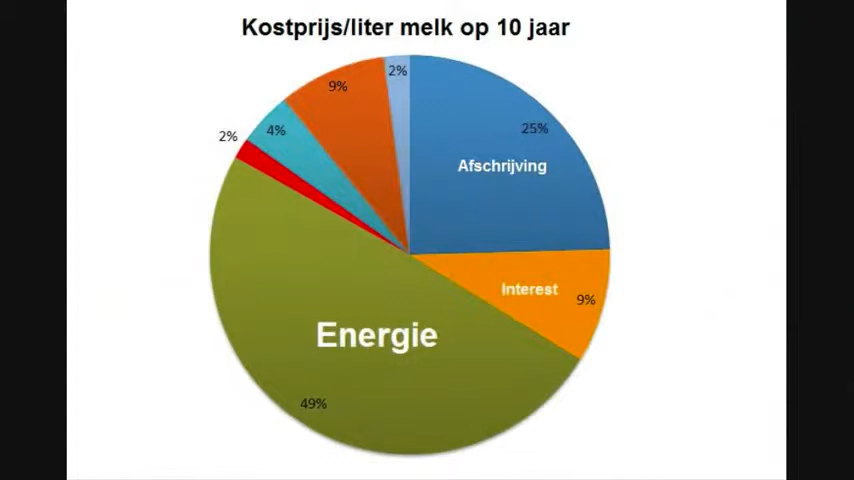 Kostprijs/liter melk op 10 jaar
2%
9%
25%
4%
2%
Afschrijving
Interest
9%
Energie
49%